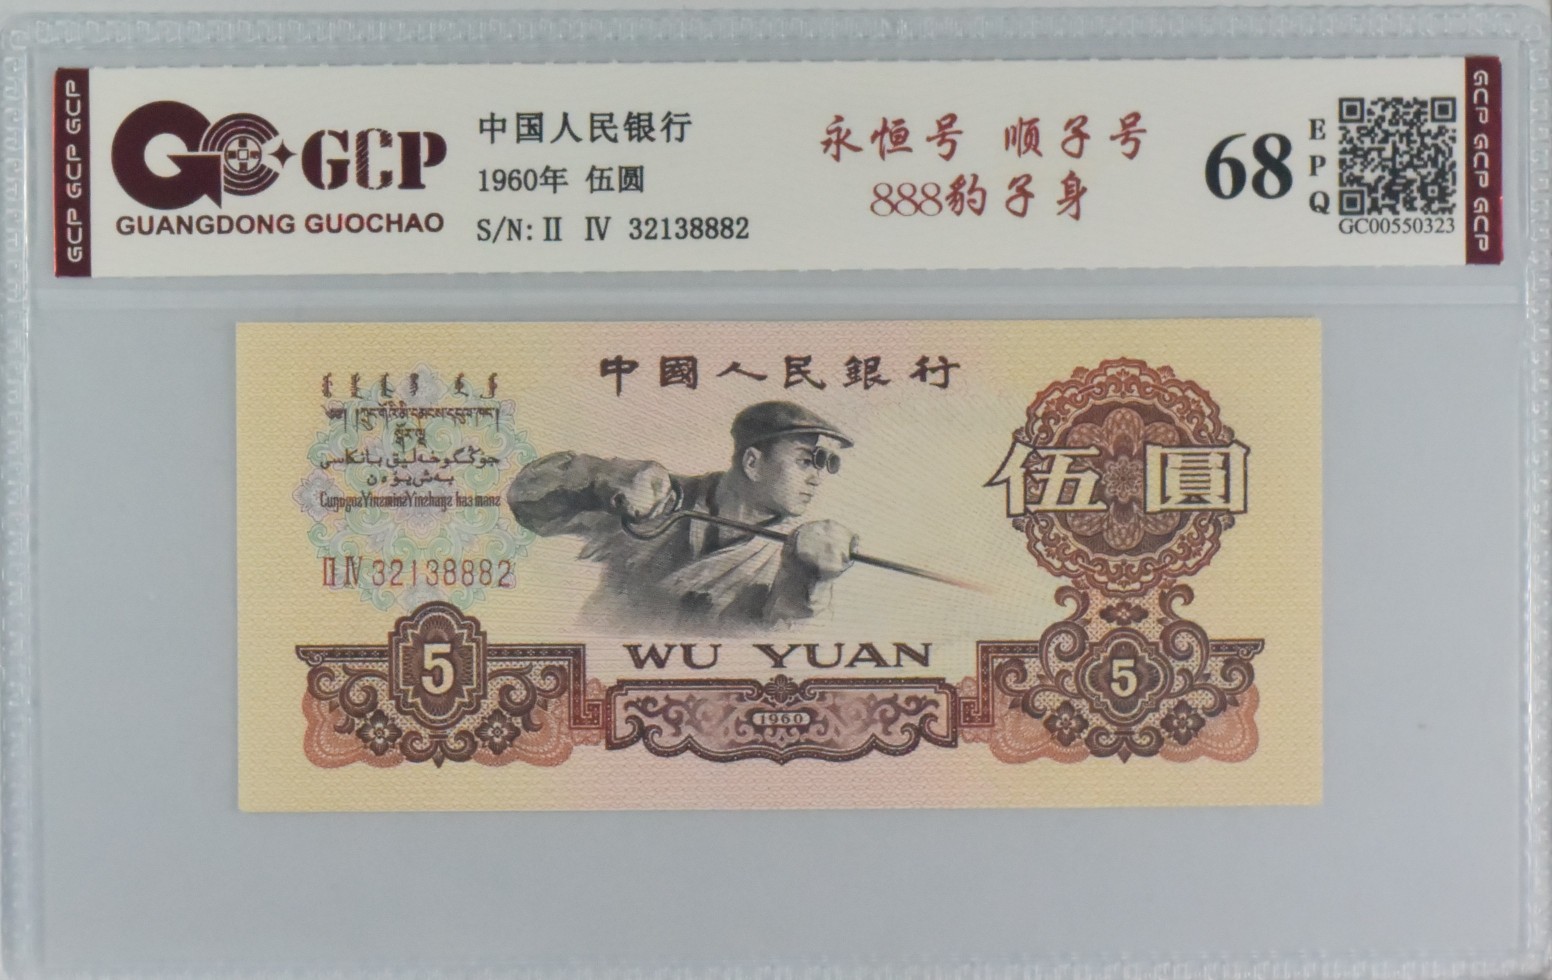 GCP GCP GCP
GCP
GUANGDONG GUOCHAO
中国人民银行
1960年 伍圆
S/N: II IV 32138882
永恒号 顺子号
888豹子身
68
EPQ
GC00550323
GCP GCP GCP
中國人民銀行
伍圓
II IV 32138882
5
WU YUAN
5
1960